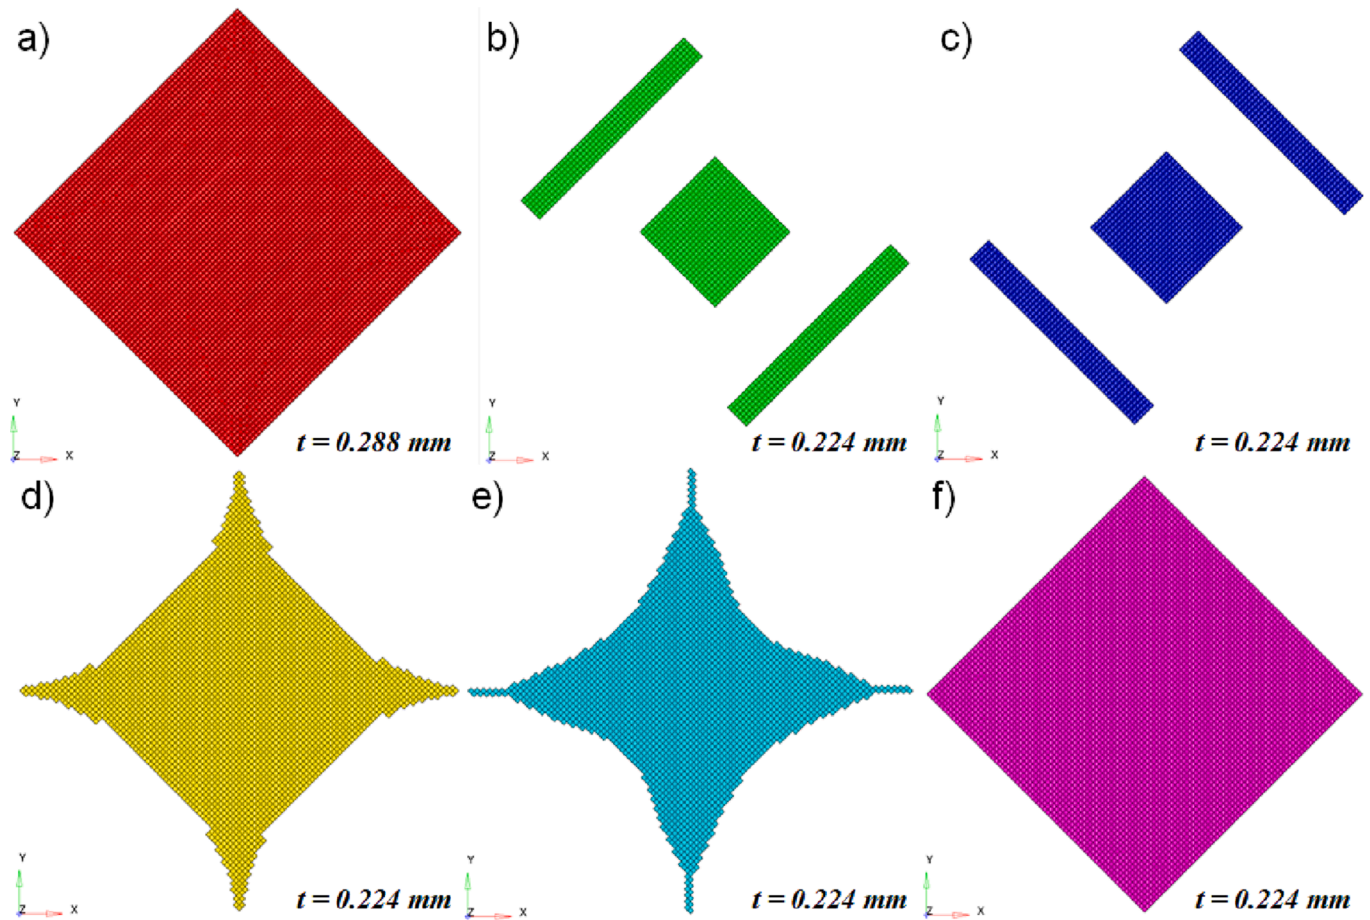 a)
b)
c)
Y
Z
X
t = 0.288 mm
Y
Z
X
t = 0.224 mm
Y
Z
X
t = 0.224 mm
d)
e)
f)
Y
Z
X
t = 0.224 mm
Y
Z
X
t = 0.224 mm
Y
Z
X
t = 0.224 mm